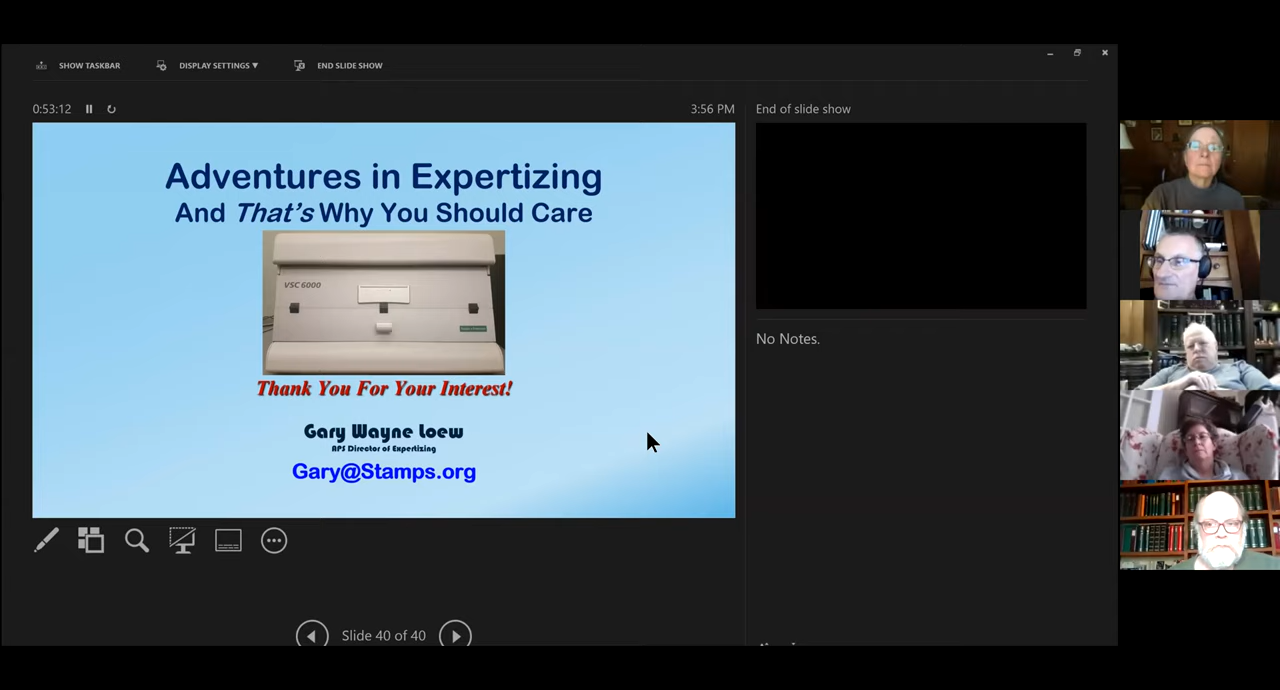 SHOW TASKBAR
DISPLAY SETTINGS ▼
END SLIDE SHOW
0:53:12
3:56 PM
End of slide show
Adventures in Expertizing
And That's Why You Should Care
VSC 6000
Thank You For Your Interest!
Gary Wayne Loew
APS Director of Expertizing
Gary@Stamps.org
No Notes.
Slide 40 of 40